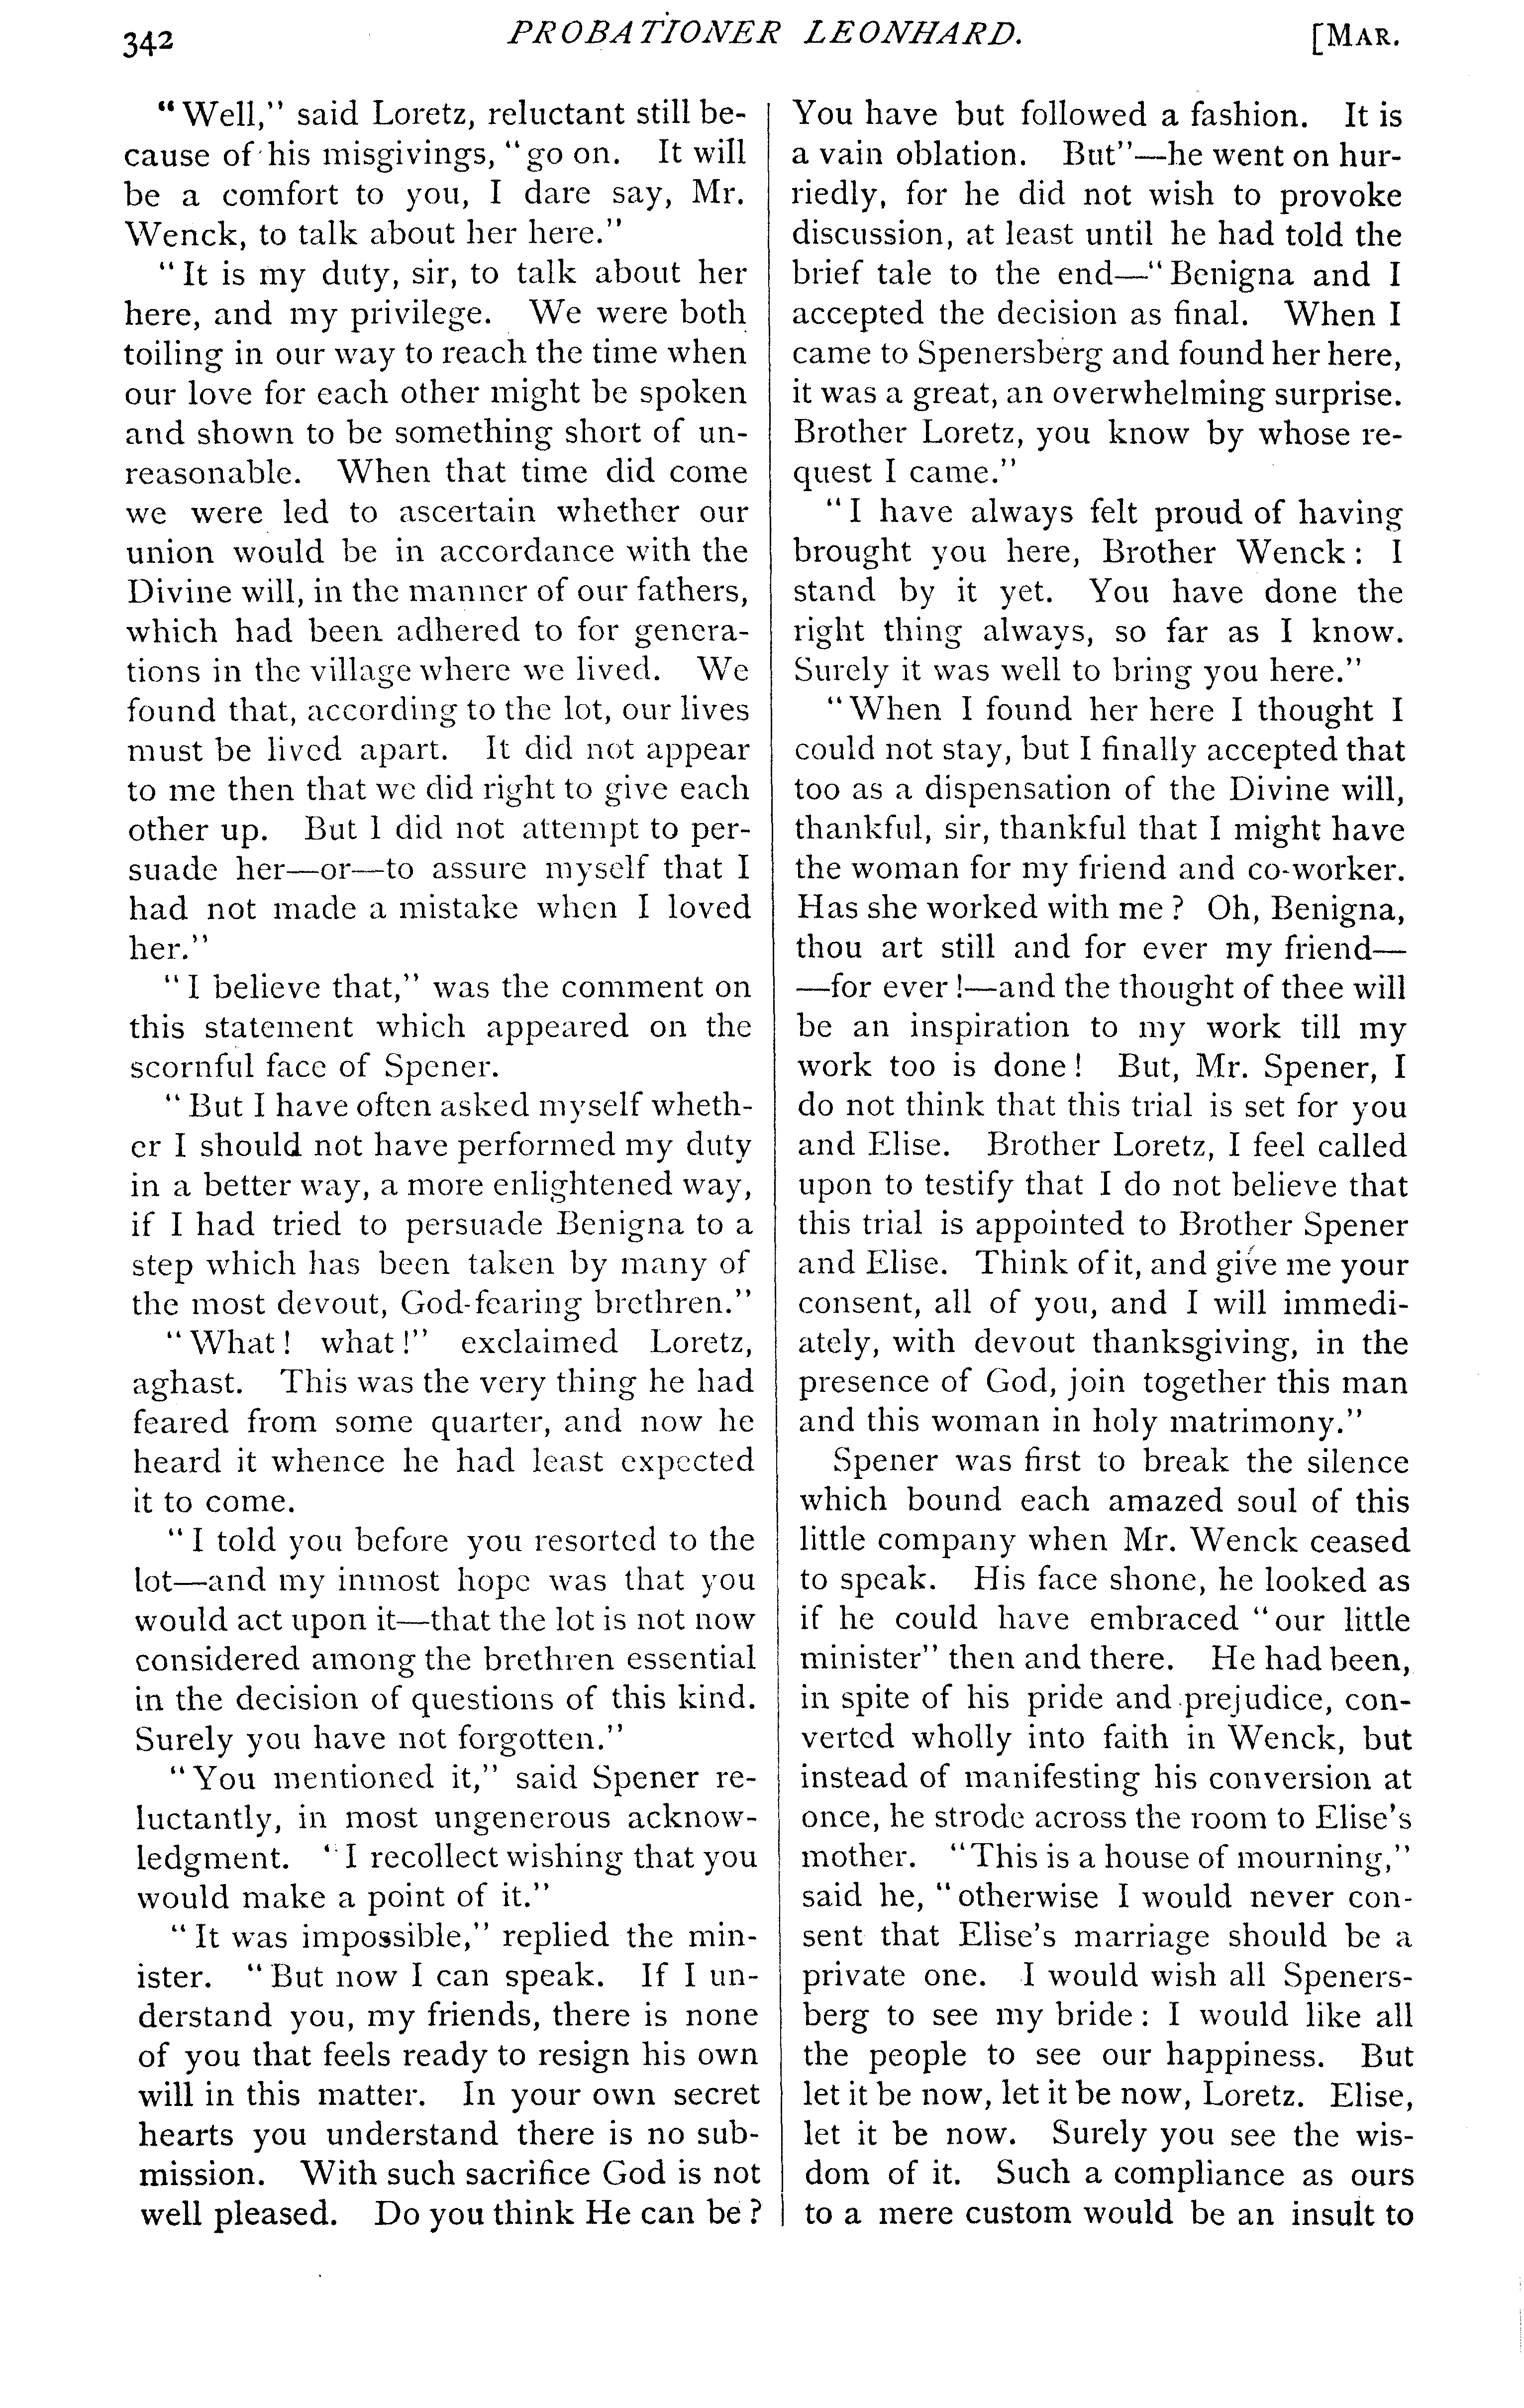 342
PROBATIONER LEONHARD.
[MAR.
"Well," said Loretz, reluctant still be-
cause of his misgivings, "go on. It will
be a comfort to you, I dare say, Mr.
Wenck, to talk about her here."
"It is my duty, sir, to talk about her
here, and my privilege. We were both
toiling in our way to reach the time when
our love for each other might be spoken
and shown to be something short of un-
reasonable. When that time did come
we were led to ascertain whether our
union would be in accordance with the
Divine will, in the manner of our fathers,
which had been adhered to for genera-
tions in the village where we lived. We
found that, according to the lot, our lives
must be lived apart. It did not appear
to me then that we did right to give each
other up. But I did not attempt to per-
suade her—or—to assure myself that I
had not made a mistake when I loved
her."
"I believe that," was the comment on
this statement which appeared on the
scornful face of Spener.
"But I have often asked myself wheth-
er I should not have performed my duty
in a better way, a more enlightened way,
if I had tried to persuade Benigna to a
step which has been taken by many of
the most devout, God-fearing brethren."
"What! what!" exclaimed Loretz,
aghast. This was the very thing he had
feared from some quarter, and now he
heard it whence he had least expected
it to come.
"I told you before you resorted to the
lot—and my inmost hope was that you
would act upon it—that the lot is not now
considered among the brethren essential
in the decision of questions of this kind.
Surely you have not forgotten."
"You mentioned it," said Spener re-
luctantly, in most ungenerous acknow-
ledgment. "I recollect wishing that you
would make a point of it."
"It was impossible," replied the min-
ister. "But now I can speak. If I un-
derstand you, my friends, there is none
of you that feels ready to resign his own
will in this matter. In your own secret
hearts you understand there is no sub-
mission. With such sacrifice God is not
well pleased. Do you think He can be?
You have but followed a fashion. It is
a vain oblation. But"—he went on hur-
riedly, for he did not wish to provoke
discussion, at least until he had told the
brief tale to the end—"Benigna and I
accepted the decision as final. When I
came to Spenersberg and found her here,
it was a great, an overwhelming surprise.
Brother Loretz, you know by whose re-
quest I came."
"I have always felt proud of having
brought you here, Brother Wenck: I
stand by it yet. You have done the
right thing always, so far as I know.
Surely it was well to bring you here."
"When I found her here I thought I
could not stay, but I finally accepted that
too as a dispensation of the Divine will,
thankful, sir, thankful that I might have
the woman for my friend and co-worker.
Has she worked with me? Oh, Benigna,
thou art still and for ever my friend—
—for ever!—and the thought of thee will
be an inspiration to my work till my
work too is done! But, Mr. Spener, I
do not think that this trial is set for you
and Elise. Brother Loretz, I feel called
upon to testify that I do not believe that
this trial is appointed to Brother Spener
and Elise. Think of it, and give me your
consent, all of you, and I will immedi-
ately, with devout thanksgiving, in the
presence of God, join together this man
and this woman in holy matrimony."
Spener was first to break the silence
which bound each amazed soul of this
little company when Mr. Wenck ceased
to speak. His face shone, he looked as
if he could have embraced "our little
minister" then and there. He had been,
in spite of his pride and prejudice, con-
verted wholly into faith in Wenck, but
instead of manifesting his conversion at
once, he strode across the room to Elise's
mother. "This is a house of mourning,"
said he, "otherwise I would never con-
sent that Elise's marriage should be a
private one. I would wish all Speners-
berg to see my bride: I would like all
the people to see our happiness. But
let it be now, let it be now, Loretz. Elise,
let it be now. Surely you see the wis-
dom of it. Such a compliance as ours
to a mere custom would be an insult to